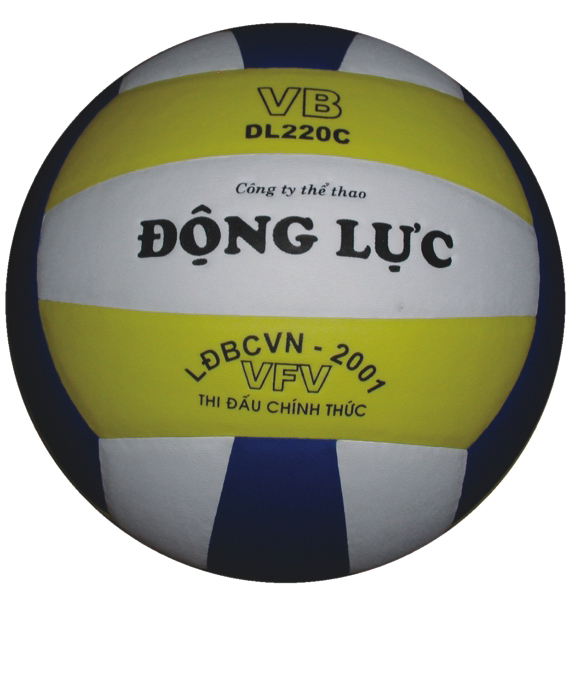 VB
DL220C
Công ty thể thao
ĐỘNG LỰC
LĐBCVN - 2001
VFV
THI ĐẤU CHÍNH THỨC